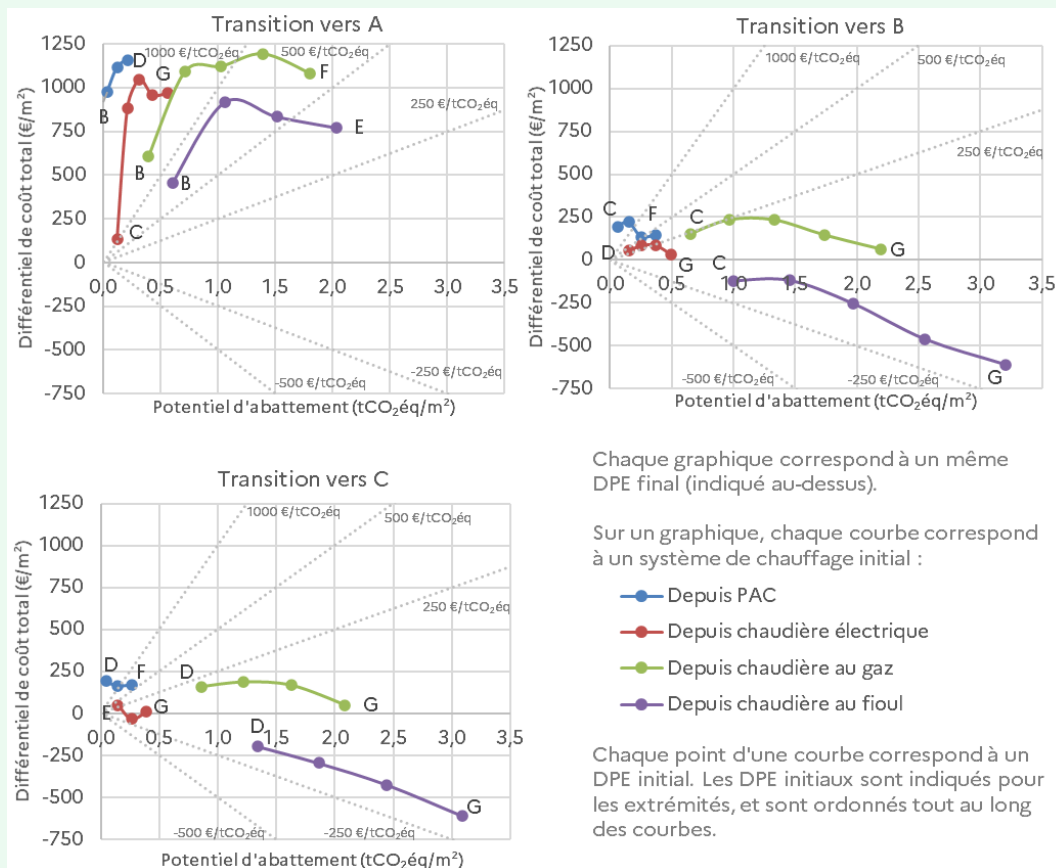 Transition vers A
Différentiel de coût total (€/m²)
1250
1000
750
500
250
0
-250
-500
-750
0,0
0,5
1,0
1,5
2,0
2,5
3,0
3,5
1000 €/tCO₂éq
500 €/tCO₂éq
250 €/tCO₂éq
-250 €/tCO₂éq
-500 €/tCO₂éq
B
D
C
G
B
F
B
E
Potentiel d'abattement (tCO₂éq/m²)
Transition vers B
Différentiel de coût total (€/m²)
1250
1000
750
500
250
0
-250
-500
-750
0,0
0,5
1,0
1,5
2,0
2,5
3,0
3,5
1000 €/tCO₂éq
500 €/tCO₂éq
250 €/tCO₂éq
-250 €/tCO₂éq
-500 €/tCO₂éq
C
F
D
G
C
G
C
G
Potentiel d'abattement (tCO₂éq/m²)
Transition vers C
Différentiel de coût total (€/m²)
1250
1000
750
500
250
0
-250
-500
-750
0,0
0,5
1,0
1,5
2,0
2,5
3,0
3,5
1000 €/tCO₂éq
500 €/tCO₂éq
250 €/tCO₂éq
-250 €/tCO₂éq
-500 €/tCO₂éq
D
F
E
G
D
G
D
G
Potentiel d'abattement (tCO₂éq/m²)
Chaque graphique correspond à un même
DPE final (indiqué au-dessus).
Sur un graphique, chaque courbe correspond
à un système de chauffage initial :
Depuis PAC
Depuis chaudière électrique
Depuis chaudière au gaz
Depuis chaudière au fioul
Chaque point d'une courbe correspond à un
DPE initial. Les DPE initiaux sont indiqués pour
les extrémités, et sont ordonnés tout au long
des courbes.